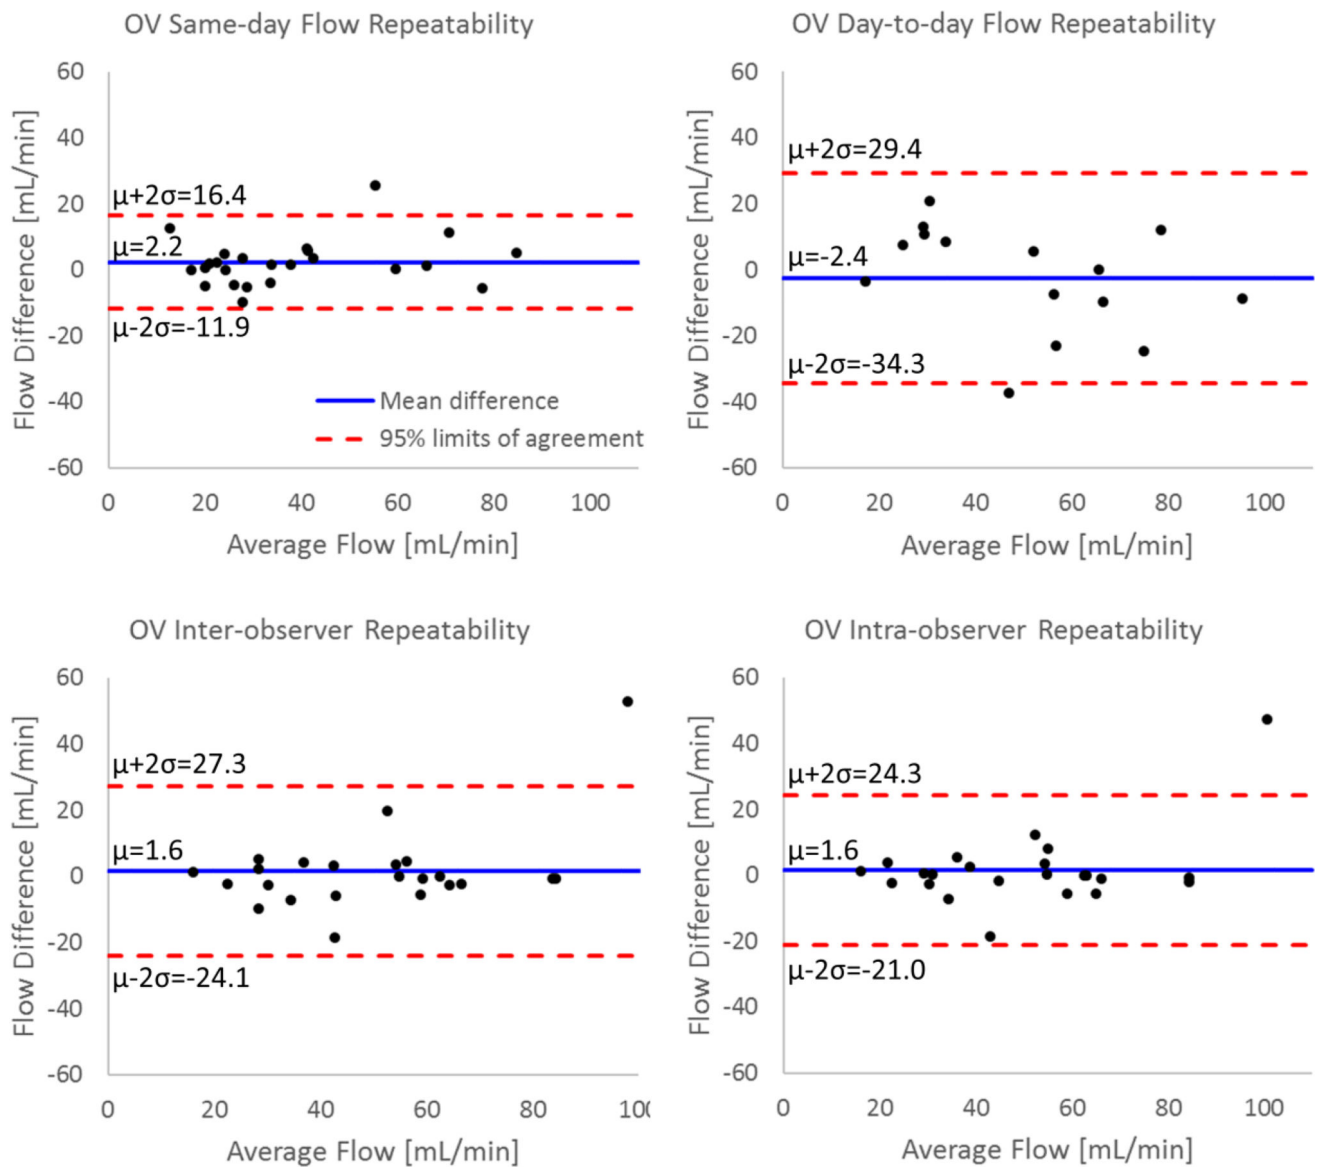 OV Same-day Flow Repeatability
60
40
20
0
-20
-40
-60
Flow Difference [mL/min]
μ+2σ=16.4
μ=2.2
μ-2σ=-11.9
Mean difference
95% limits of agreement
0 20 40 60 80 100
Average Flow [mL/min]
OV Day-to-day Flow Repeatability
60
40
20
0
-20
-40
-60
Flow Difference [mL/min]
μ+2σ=29.4
μ=-2.4
μ-2σ=-34.3
0 20 40 60 80 100
Average Flow [mL/min]
OV Inter-observer Repeatability
60
40
20
0
-20
-40
-60
Flow Difference [mL/min]
μ+2σ=27.3
μ=1.6
μ-2σ=-24.1
0 20 40 60 80
Average Flow [mL/min]
OV Intra-observer Repeatability
60
40
20
0
-20
-40
-60
Flow Difference [mL/min]
μ+2σ=24.3
μ=1.6
μ-2σ=-21.0
0 20 40 60 80 100
Average Flow [mL/min]